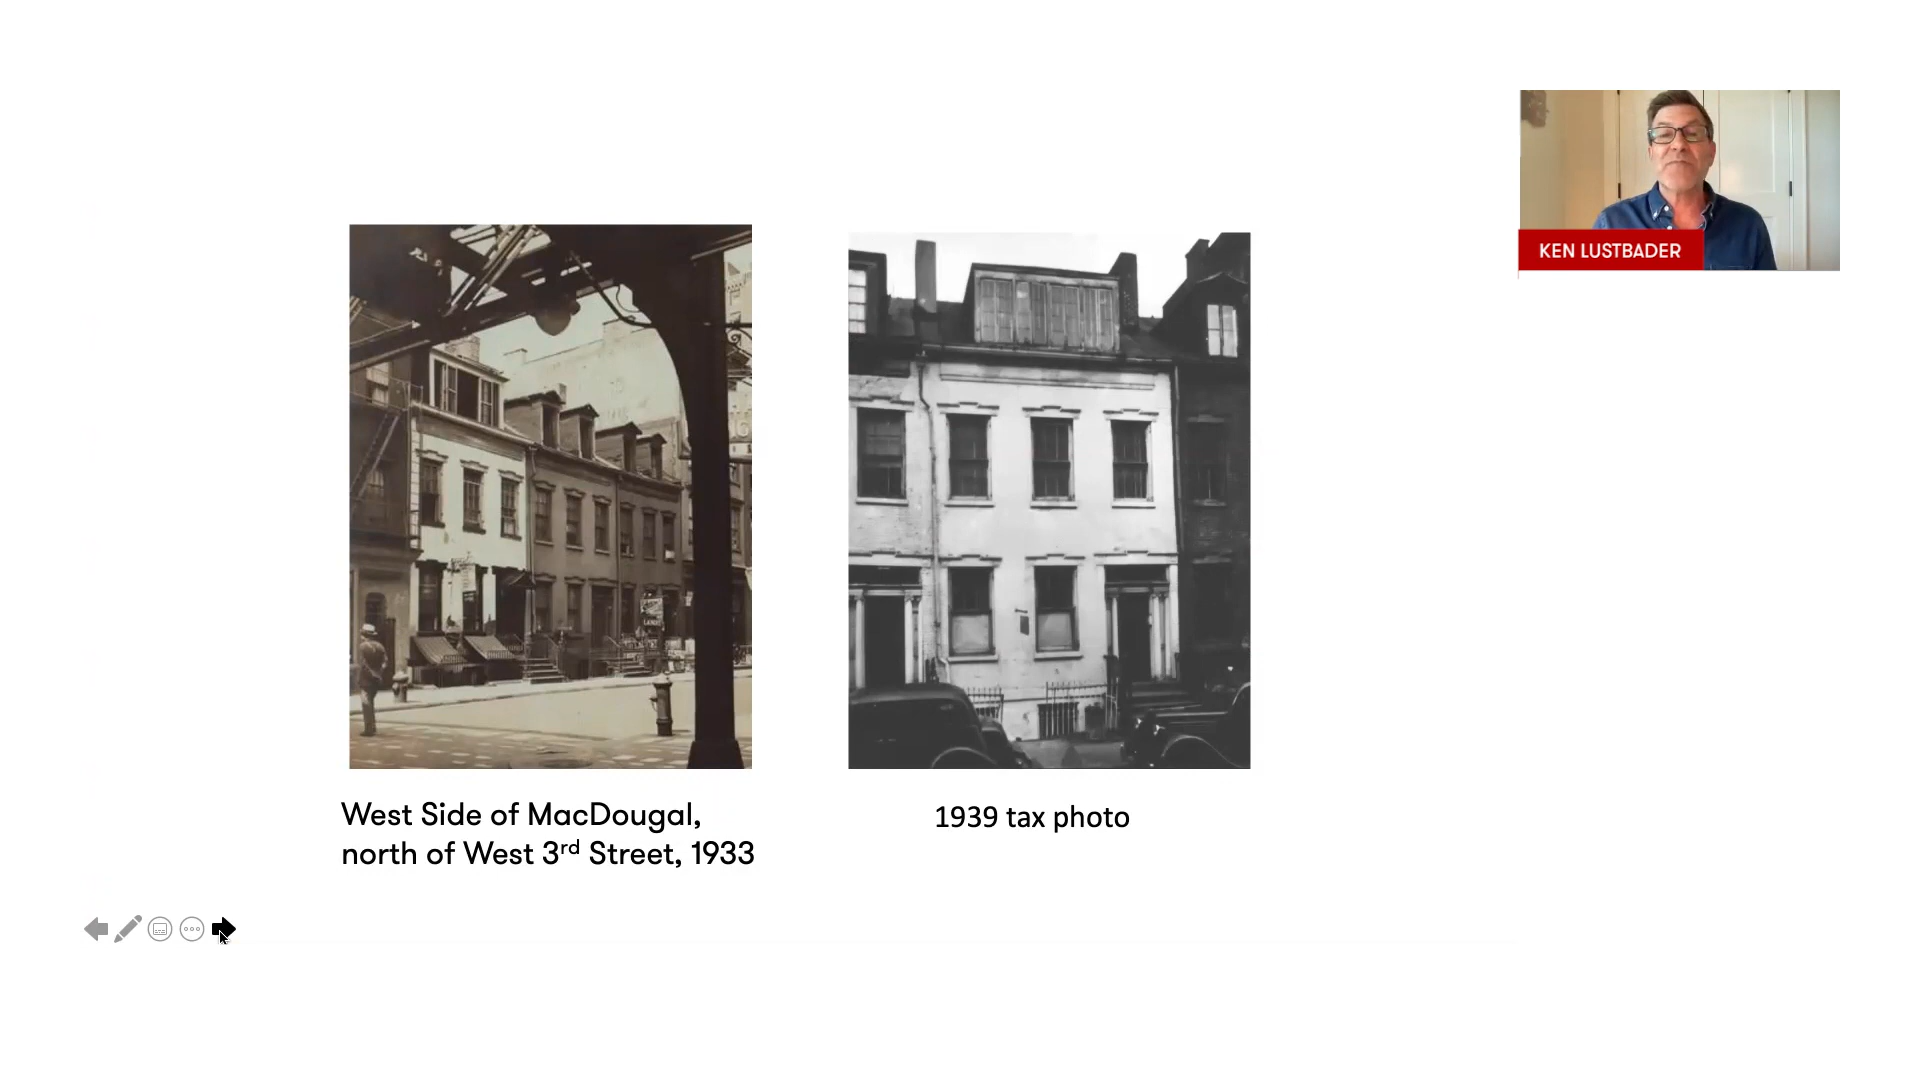 KEN LUSTBADER
West Side of MacDougal,
north of West 3rd Street, 1933
1939 tax photo